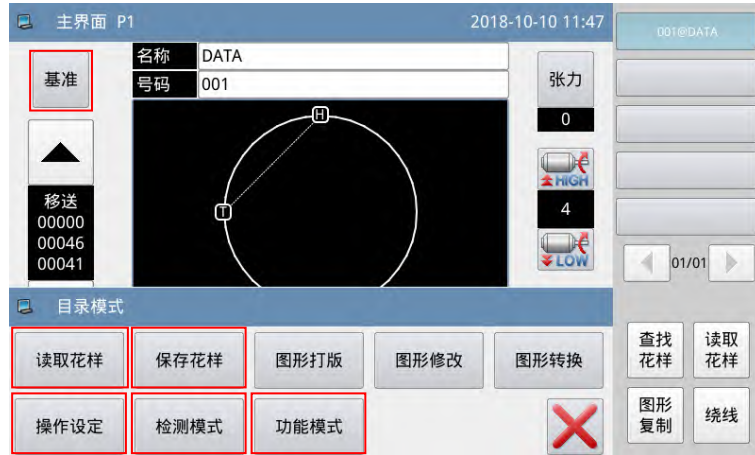 主界面 P1
2018-10-10 11:47
001@DATA
基准
名称 DATA
号码 001
张力
0
H
T
移送
00000
00046
00041
HIGH
4
LOW
01/01
目录模式
读取花样
保存花样
图形打版
图形修改
图形转换
操作设定
检测模式
功能模式
查找
花样
读取
花样
图形
复制
绕线